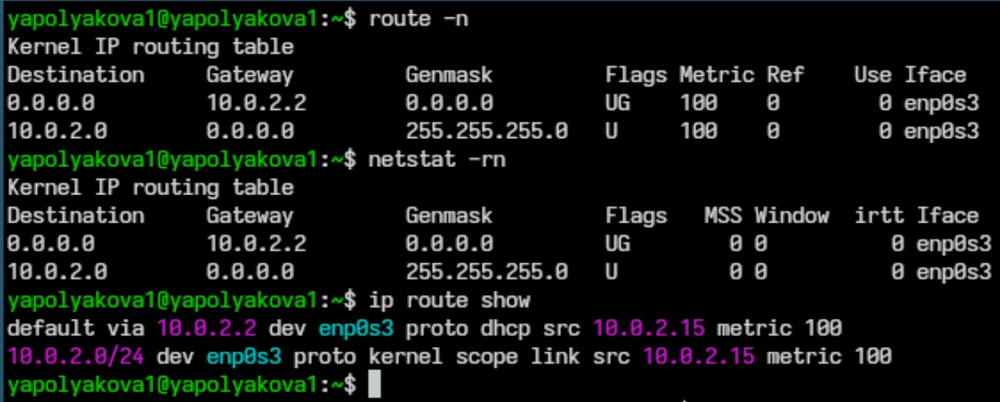 yapolyakova1@yapolyakova1:~$ route -n
Kernel IP routing table
Destination     Gateway         Genmask         Flags Metric Ref    Use Iface
0.0.0.0         10.0.2.2        0.0.0.0         UG    100    0        0 enp0s3
10.0.2.0        0.0.0.0         255.255.255.0   U     100    0        0 enp0s3
yapolyakova1@yapolyakova1:~$ netstat -rn
Kernel IP routing table
Destination     Gateway         Genmask         Flags   MSS Window  irtt Iface
0.0.0.0         10.0.2.2        0.0.0.0         UG        0 0          0 enp0s3
10.0.2.0        0.0.0.0         255.255.255.0   U         0 0          0 enp0s3
yapolyakova1@yapolyakova1:~$ ip route show
default via 10.0.2.2 dev enp0s3 proto dhcp src 10.0.2.15 metric 100
10.0.2.0/24 dev enp0s3 proto kernel scope link src 10.0.2.15 metric 100
yapolyakova1@yapolyakova1:~$